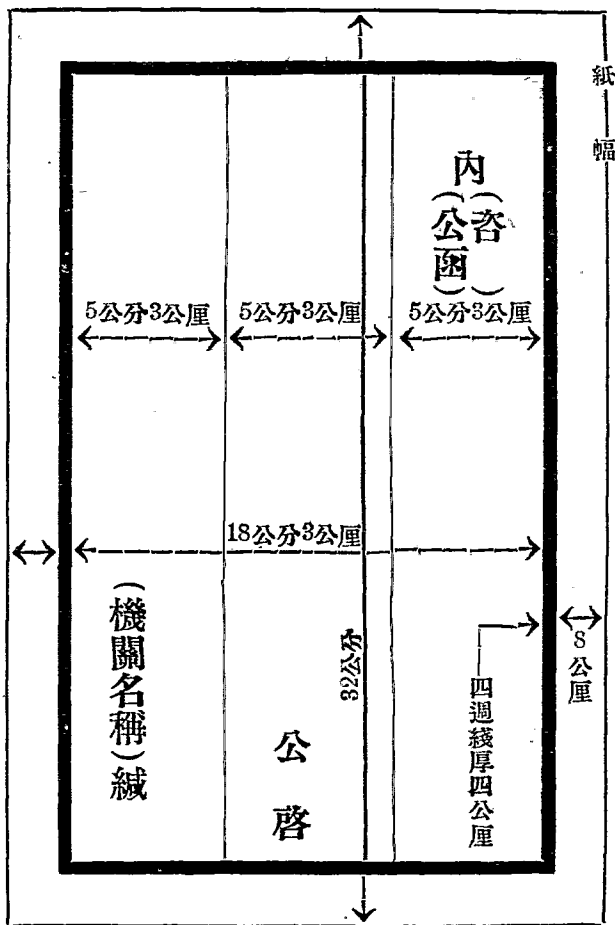 紙幅
內(咨)
(公函)
5公分3公厘
5公分3公厘
5公分3公厘
18公分3公厘
32公分
8公厘
四週綫厚四公厘
公啓
(機關名稱)緘